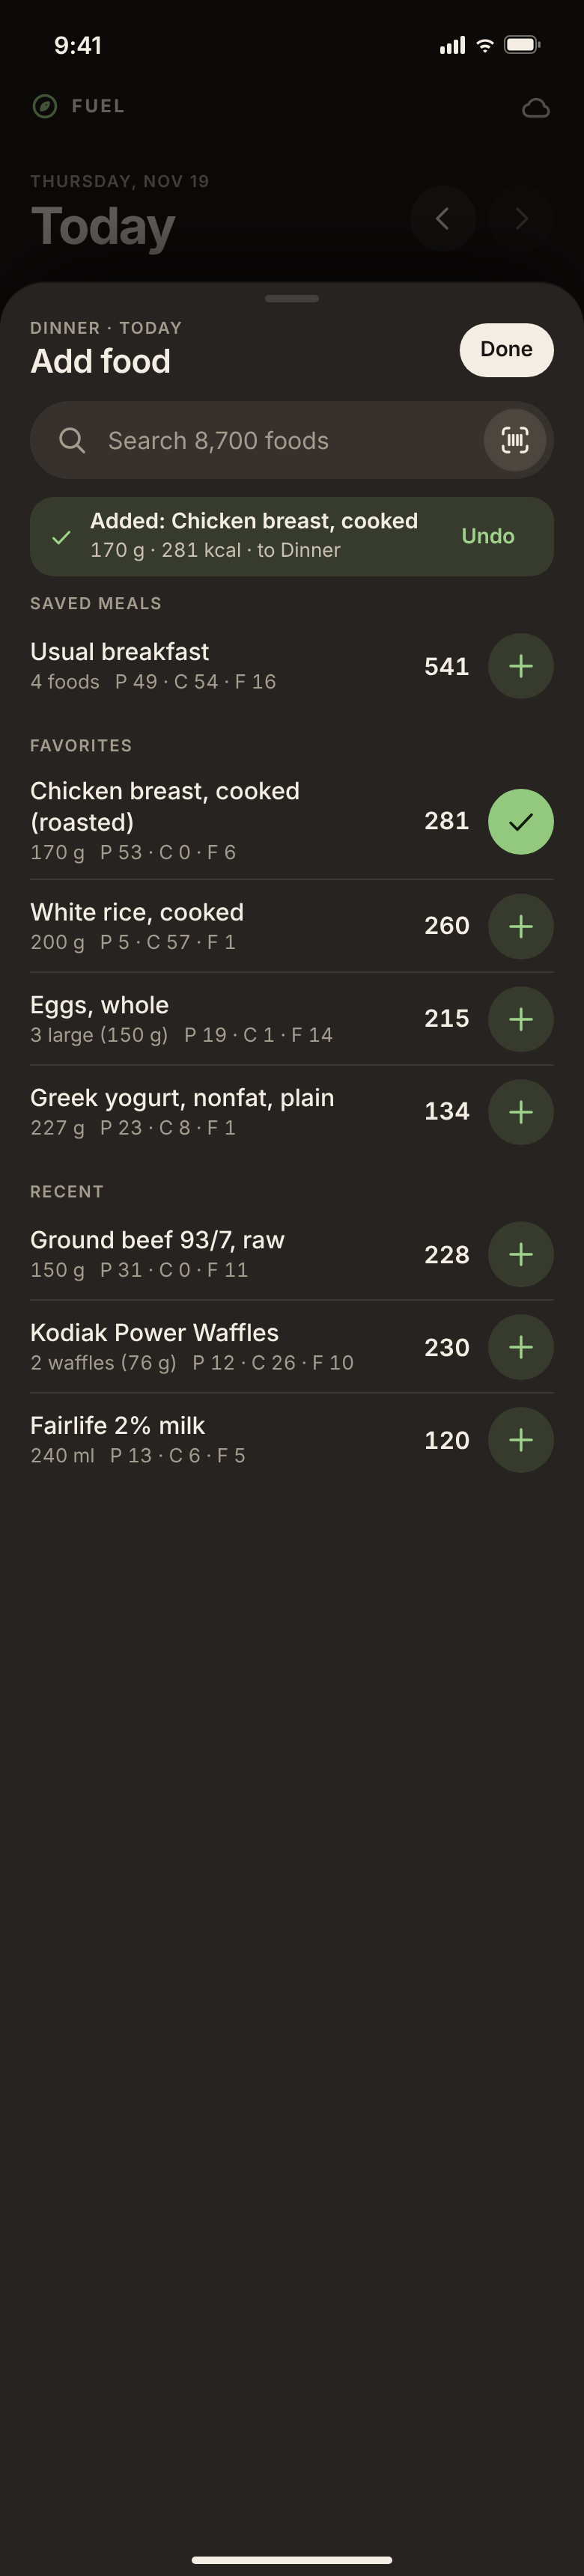 9:41
FUEL
THURSDAY, NOV 19
Today
DINNER · TODAY
Add food
Done
Search 8,700 foods
Added: Chicken breast, cooked
170 g · 281 kcal · to Dinner
Undo
SAVED MEALS
Usual breakfast
4 foods P 49 · C 54 · F 16
541
FAVORITES
Chicken breast, cooked
(roasted)
170 g P 53 · C 0 · F 6
281
White rice, cooked
200 g P 5 · C 57 · F 1
260
Eggs, whole
3 large (150 g) P 19 · C 1 · F 14
215
Greek yogurt, nonfat, plain
227 g P 23 · C 8 · F 1
134
RECENT
Ground beef 93/7, raw
150 g P 31 · C 0 · F 11
228
Kodiak Power Waffles
2 waffles (76 g) P 12 · C 26 · F 10
230
Fairlife 2% milk
240 ml P 13 · C 6 · F 5
120